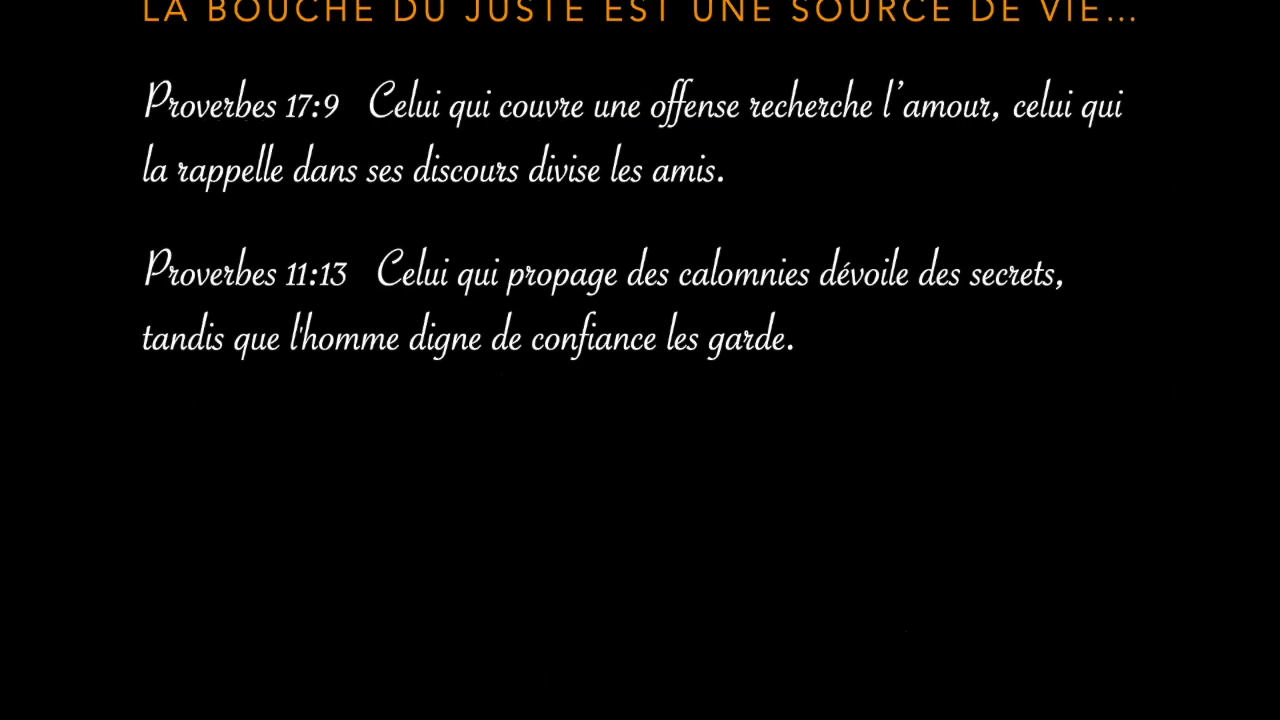 LA BOUCHE DU JUSTE EST UNE SOURCE DE VIE...
Proverbes 17:9 Celui qui couvre une offense recherche l’amour, celui qui
la rappelle dans ses discours divise les amis.
Proverbes 11:13 Celui qui propage des calomnies dévoile des secrets,
tandis que l'homme digne de confiance les garde.